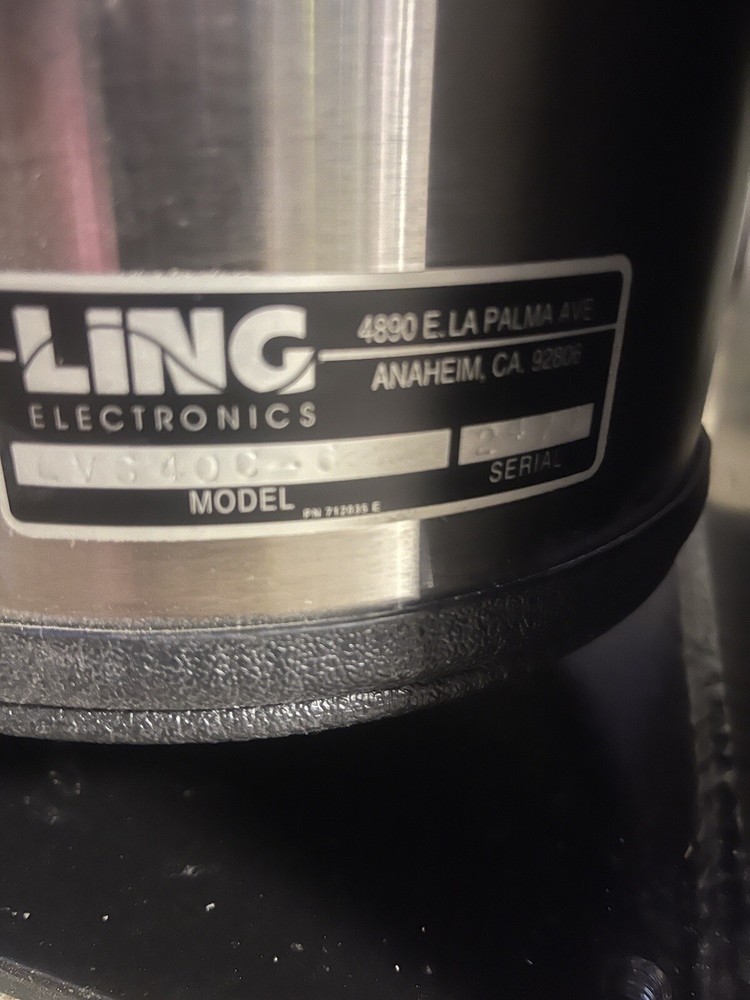 LiNG
ELECTRONICS
4890 E. LA PALMA AVE
ANAHEIM, CA. 92806
MODEL
SERIAL